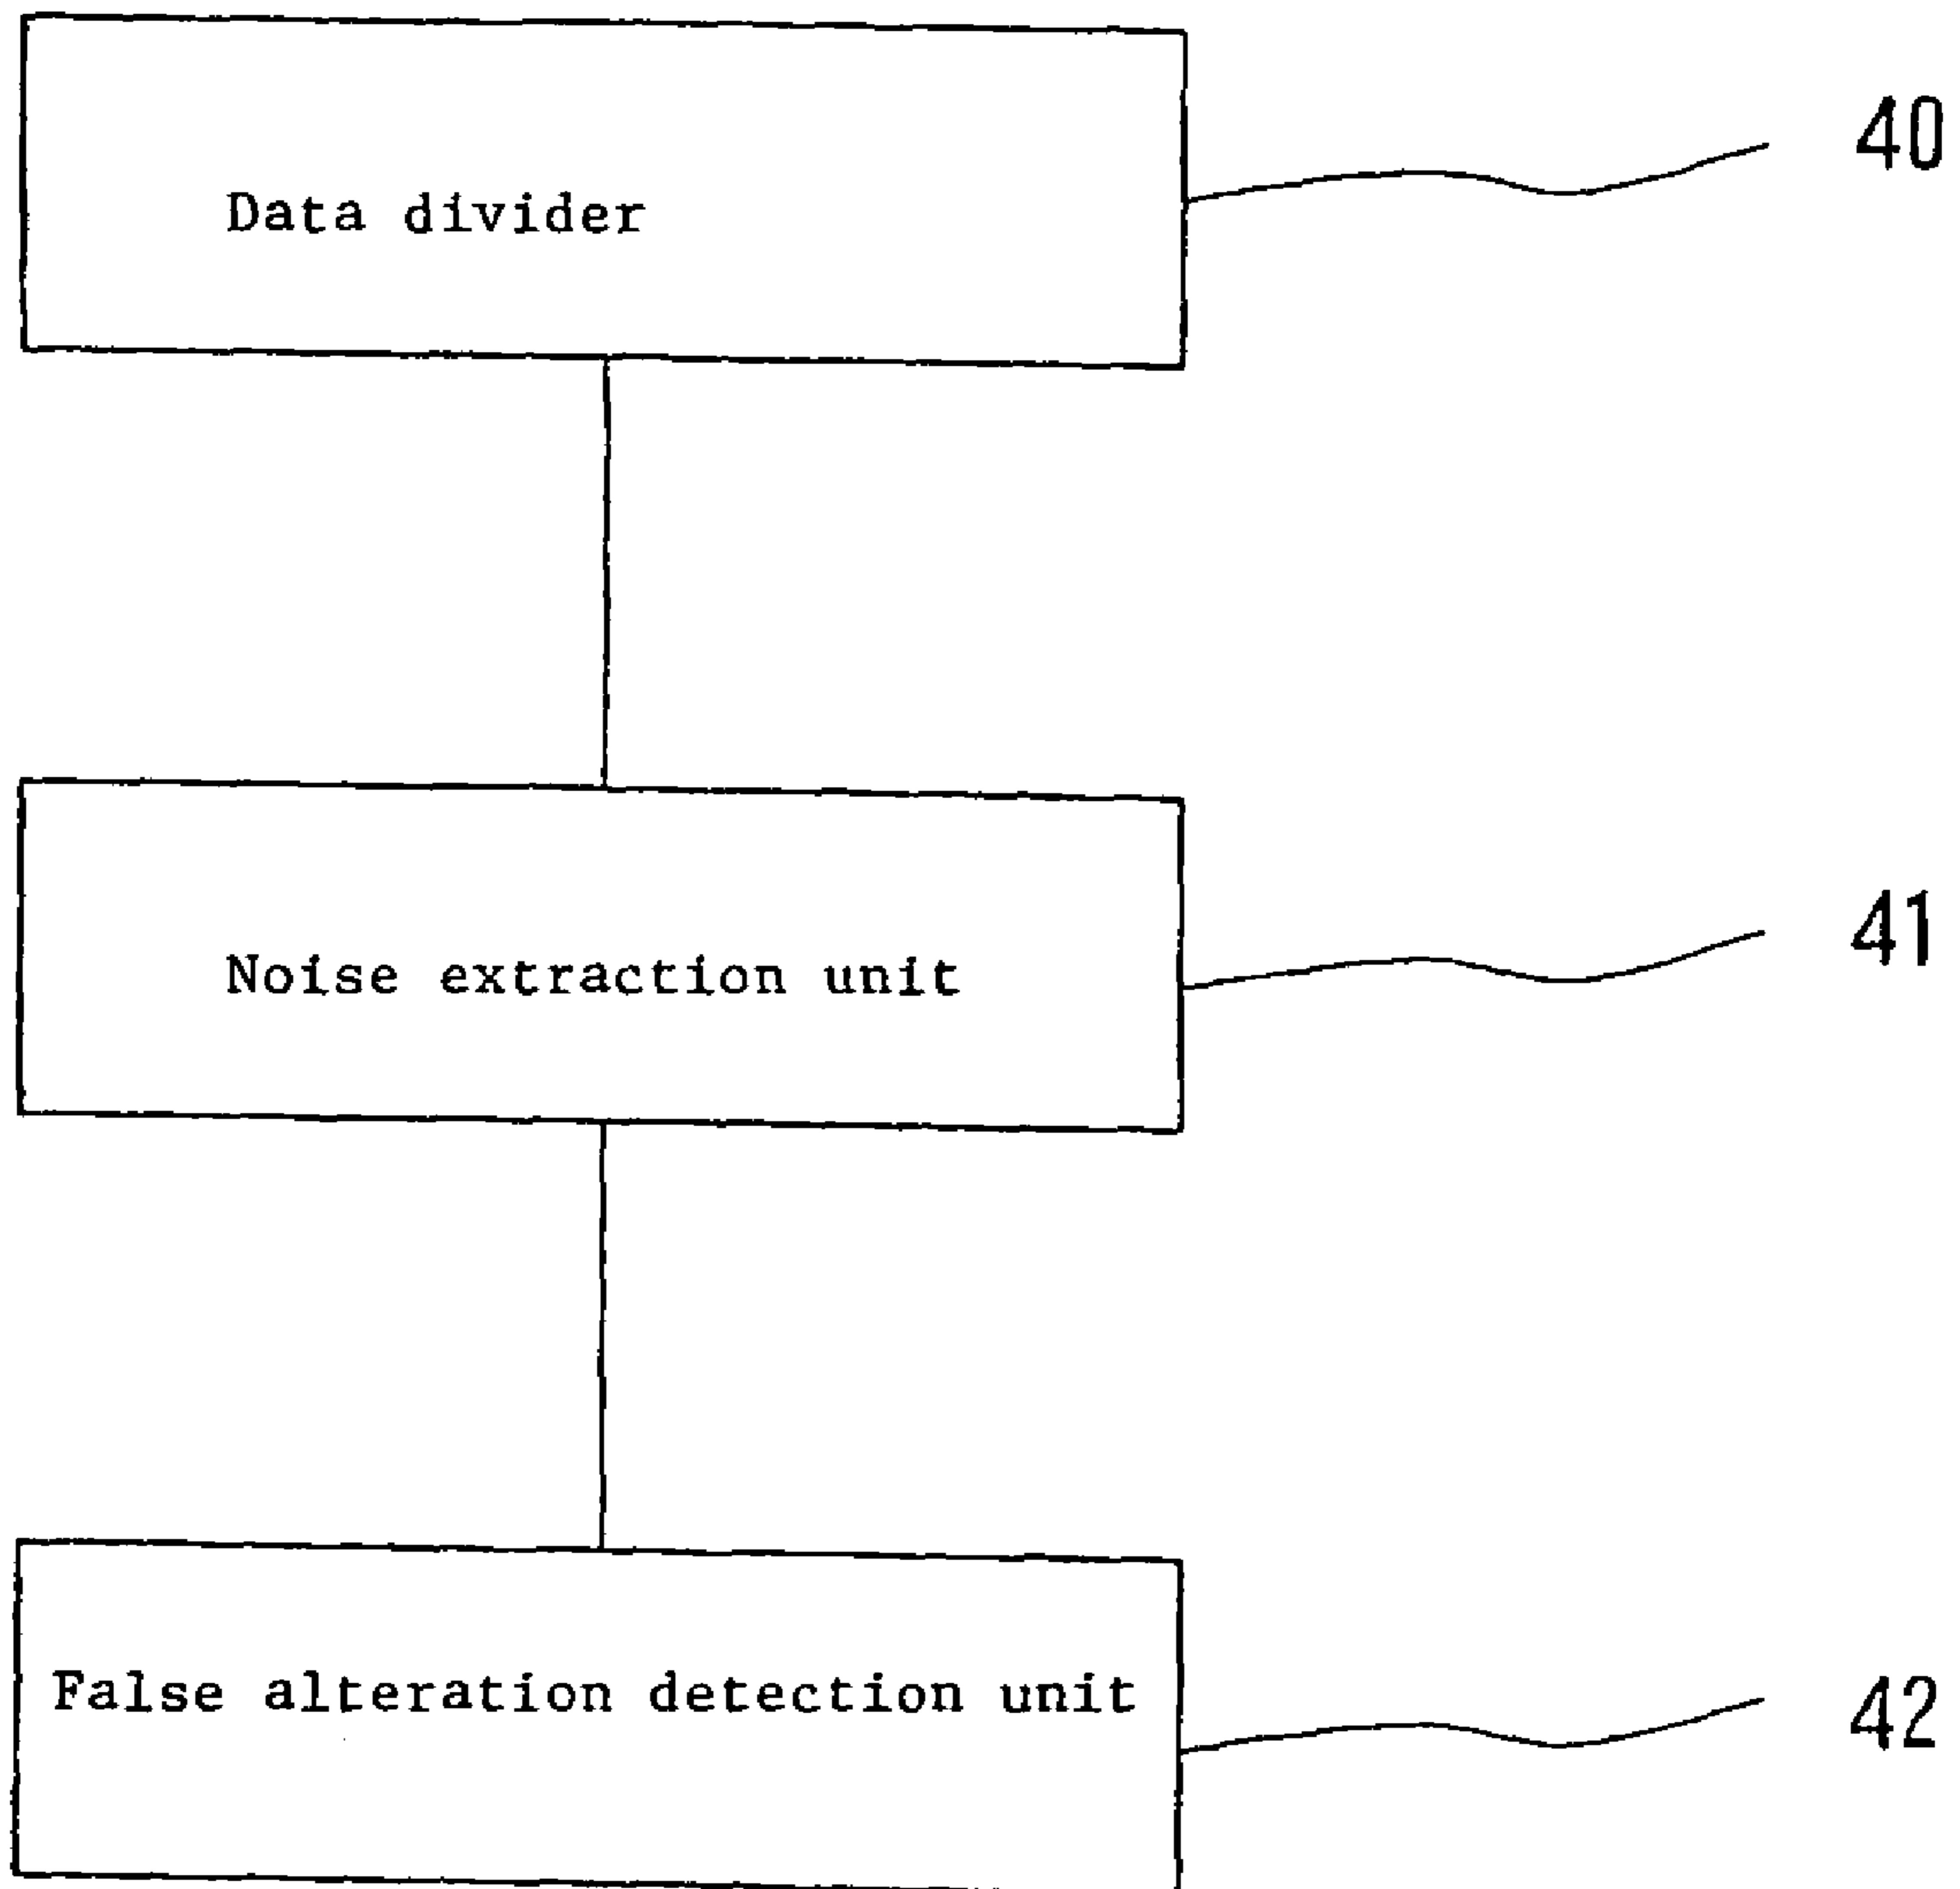 Data divider
40
Noise extraction unit
41
False alteration detection unit
42